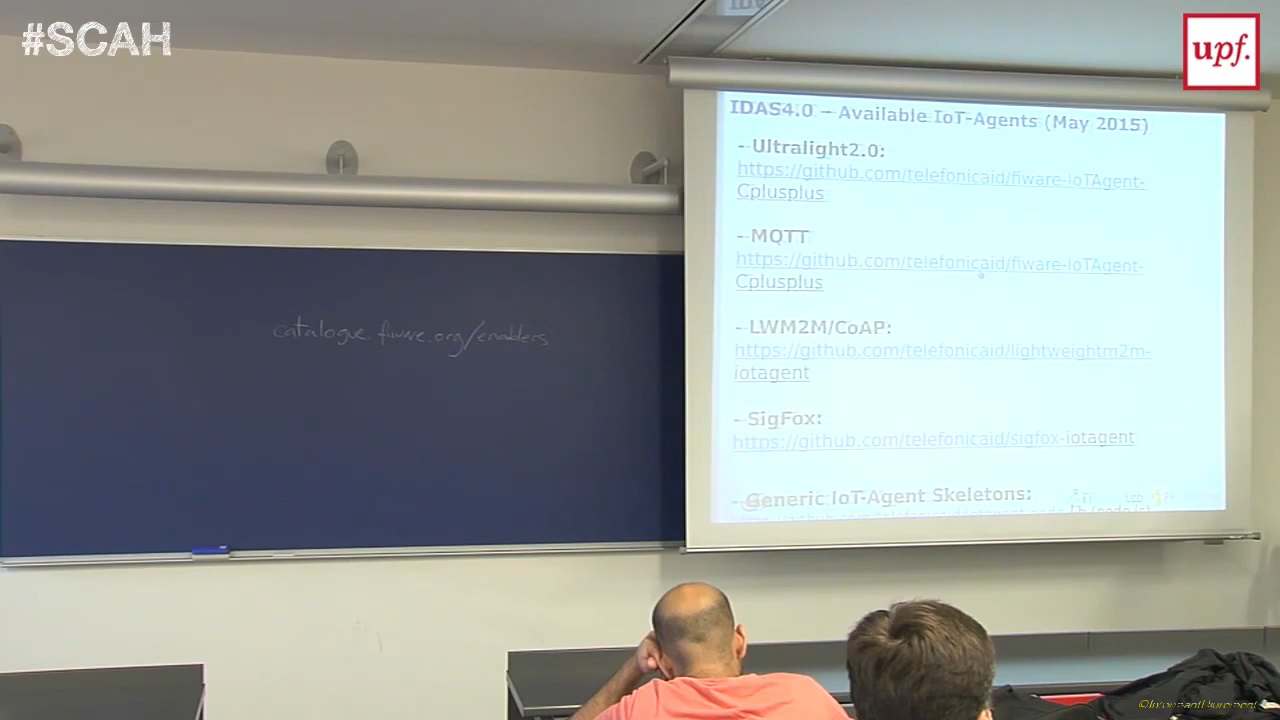 #SCAH
upf.
IDAS4.0 – Available IoT-Agents (May 2015)
- Ultralight2.0:
https://github.com/telefonicaid/fiware-IoTAgent-
Cplusplus
- MQTT
https://github.com/telefonicaid/fiware-IoTAgent-
Cplusplus
- LWM2M/CoAP:
https://github.com/telefonicaid/lightweightm2m-
iotagent
- SigFox:
https://github.com/telefonicaid/sigfox-iotagent
- Generic IoT-Agent Skeletons:
catalogue.fiware.org/enablers